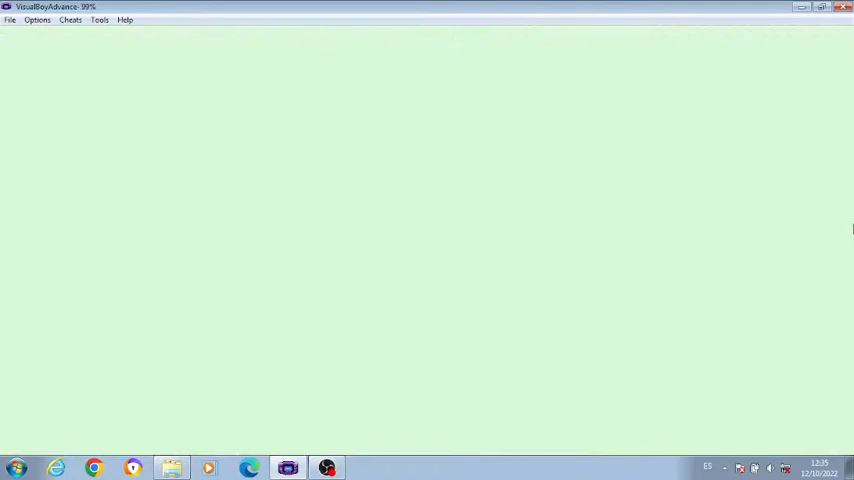 VisualBoyAdvance- 99%
File Options Cheats Tools Help
ES
12:35
12/10/2022